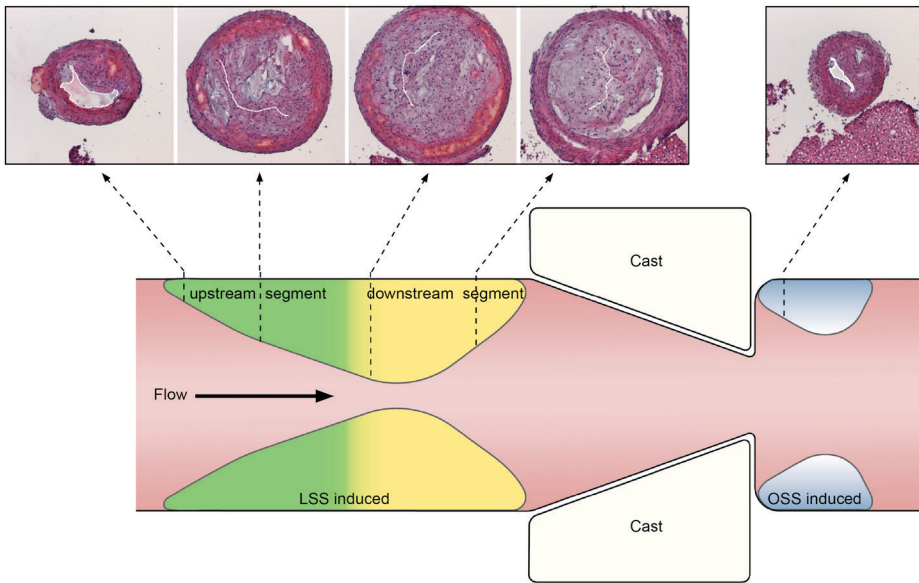 Cast
upstream segment downstream segment
Flow
LSS induced OSS induced
Cast